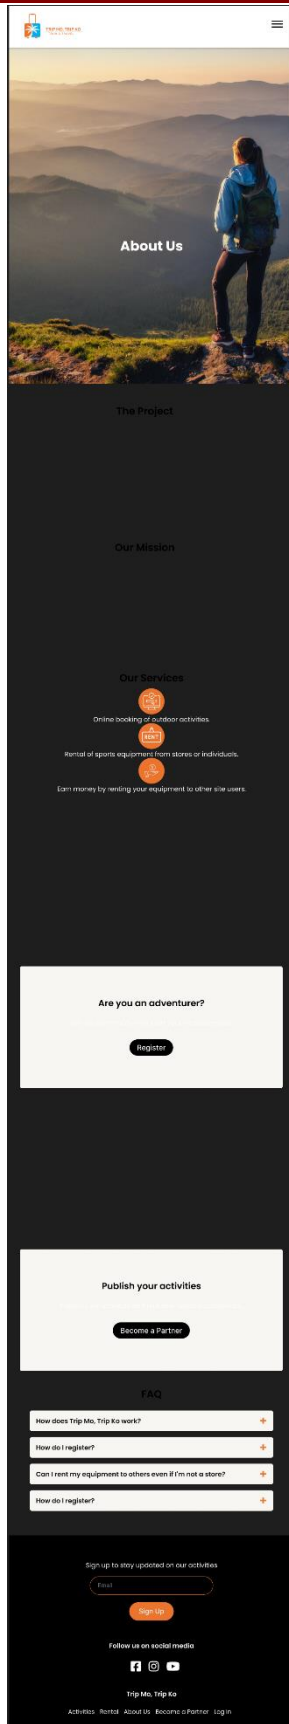 TRIP MO, TRIP KO
About Us
The Project
Our Mission
Our Services
Online booking of outdoor activities.
RENT
Rental of sports equipment from stores or individuals.
Earn money by renting your equipment to other site users.
Are you an adventurer?
Register
Publish your activities
Become a Partner
FAQ
How does Trip Mo, Trip Ko work?
How do I register?
Can I rent my equipment to others even if I'm not a store?
How do I register?
Sign up to stay updated on our activities
Email
Sign Up
Follow us on social media
Trip Mo, Trip Ko
Activities Rental About Us Become a Partner Log In